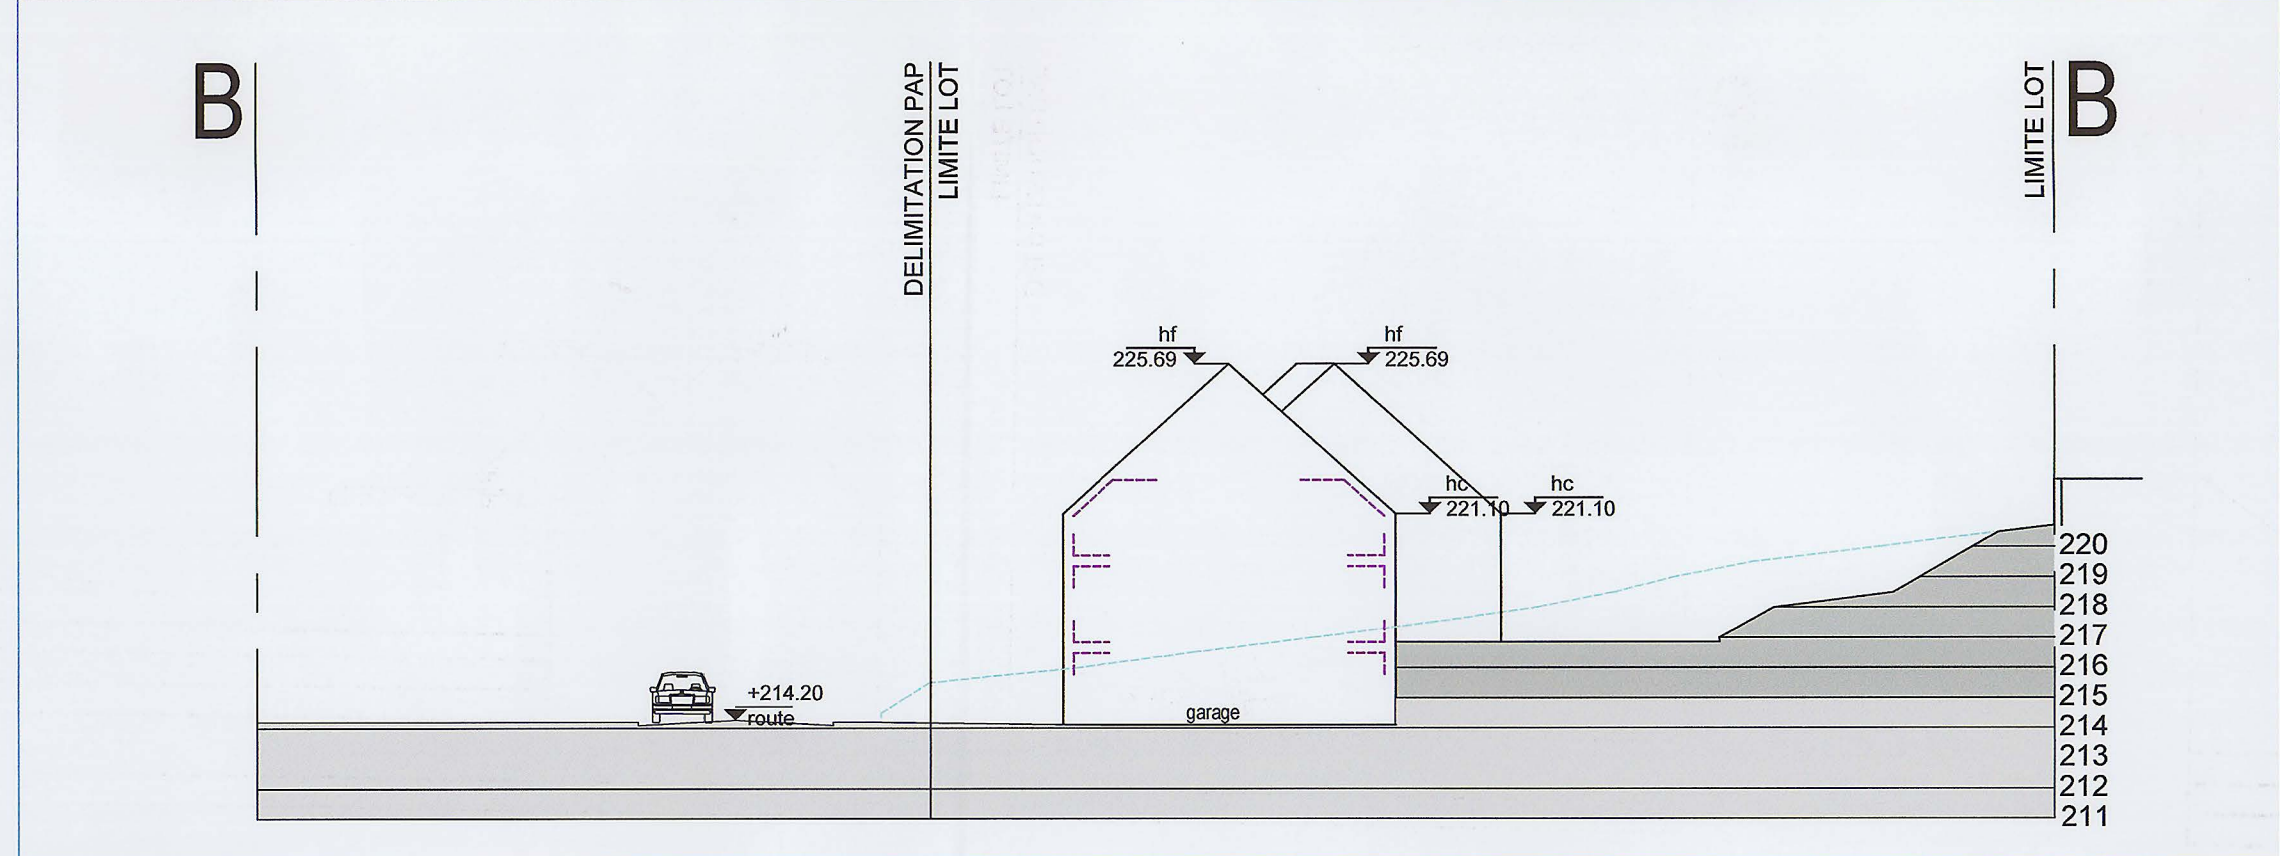 B
DELIMITATION PAP
LIMITE LOT
LIMITE LOT
B
hf
225.69
hf
225.69
hc
221.10
hc
221.10
+214.20
route
garage
220
219
218
217
216
215
214
213
212
211